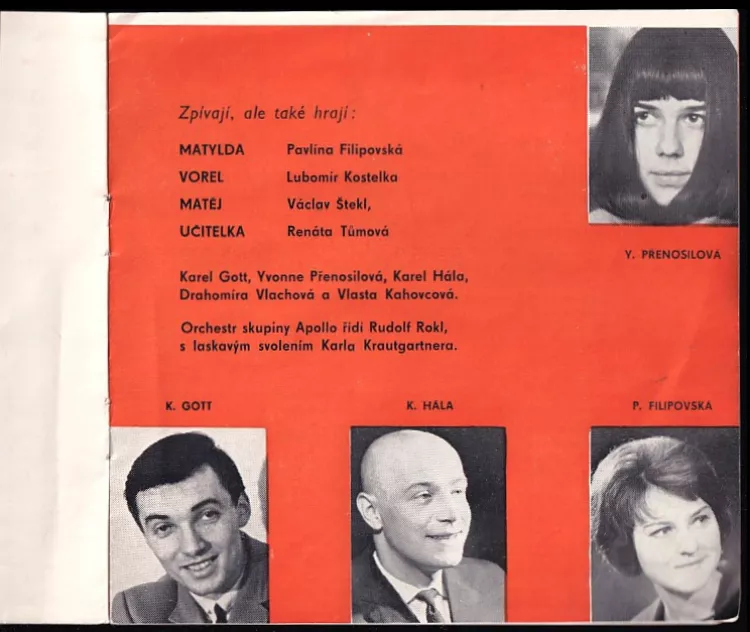 Zpívají, ale také hrají:
MATYLDA Pavlína Filipovská
VOREL Lubomír Kostelka
MATĚJ Václav Štekl,
UČITELKA Renáta Tůmová
Karel Gott, Yvonne Přenosilová, Karel Hála,
Drahomíra Vlachová a Vlasta Kahovcová.
Orchestr skupiny Apollo řídí Rudolf Rokl,
s laskavým svolením Karla Krautgartnera.
Y. PŘENOSILOVÁ
K. GOTT
K. HÁLA
P. FILIPOVSKÁ